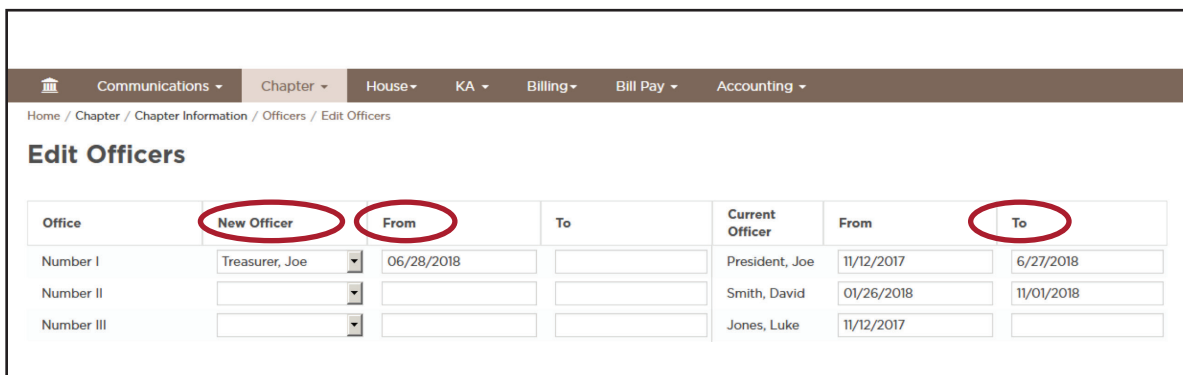 Communications Chapter House KA Billing Bill Pay Accounting
Home / Chapter / Chapter Information / Officers / Edit Officers
Edit Officers
Office New Officer From To Current Officer From To
Number I Treasurer, Joe 06/28/2018 President, Joe 11/12/2017 6/27/2018
Number II Smith, David 01/26/2018 11/01/2018
Number III Jones, Luke 11/12/2017